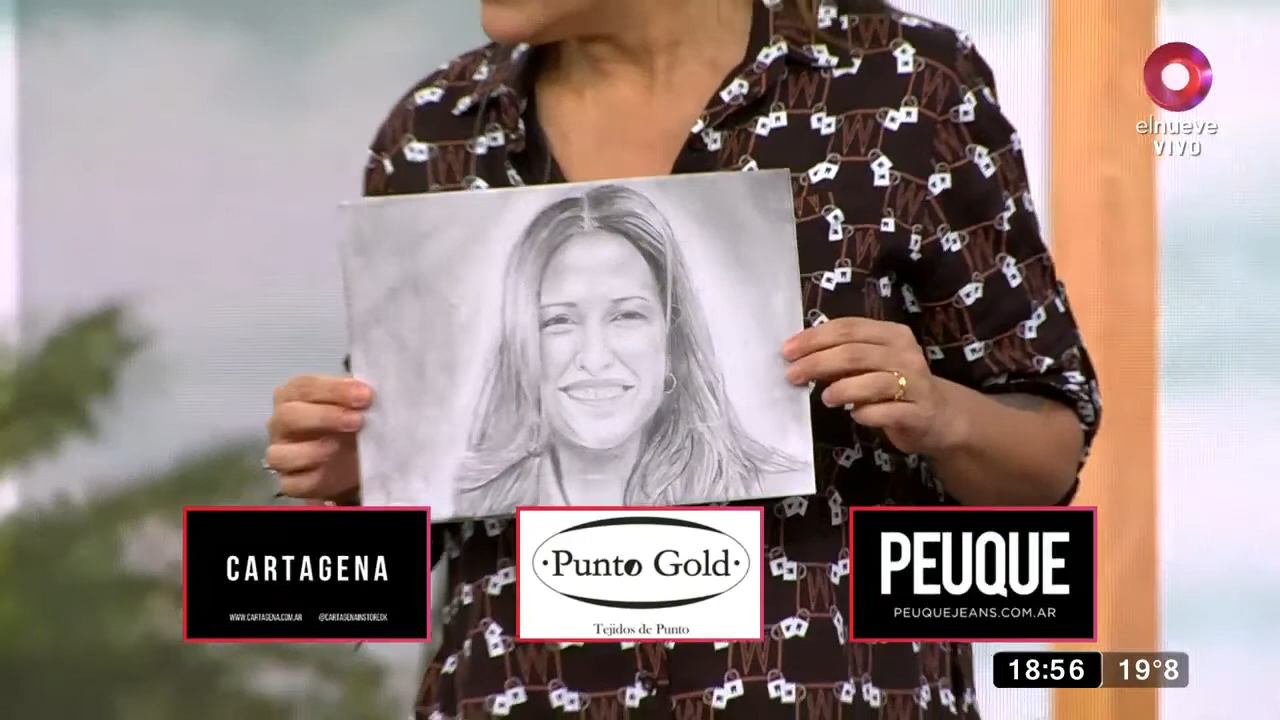 elnueve
VIVO
CARTAGENA
WWW.CARTAGENA.COM.AR @CARTAGENAINSTOREOK
·Punto Gold·
Tejidos de Punto
PEUQUE
PEUQUEJEANS.COM.AR
18:56 19°8